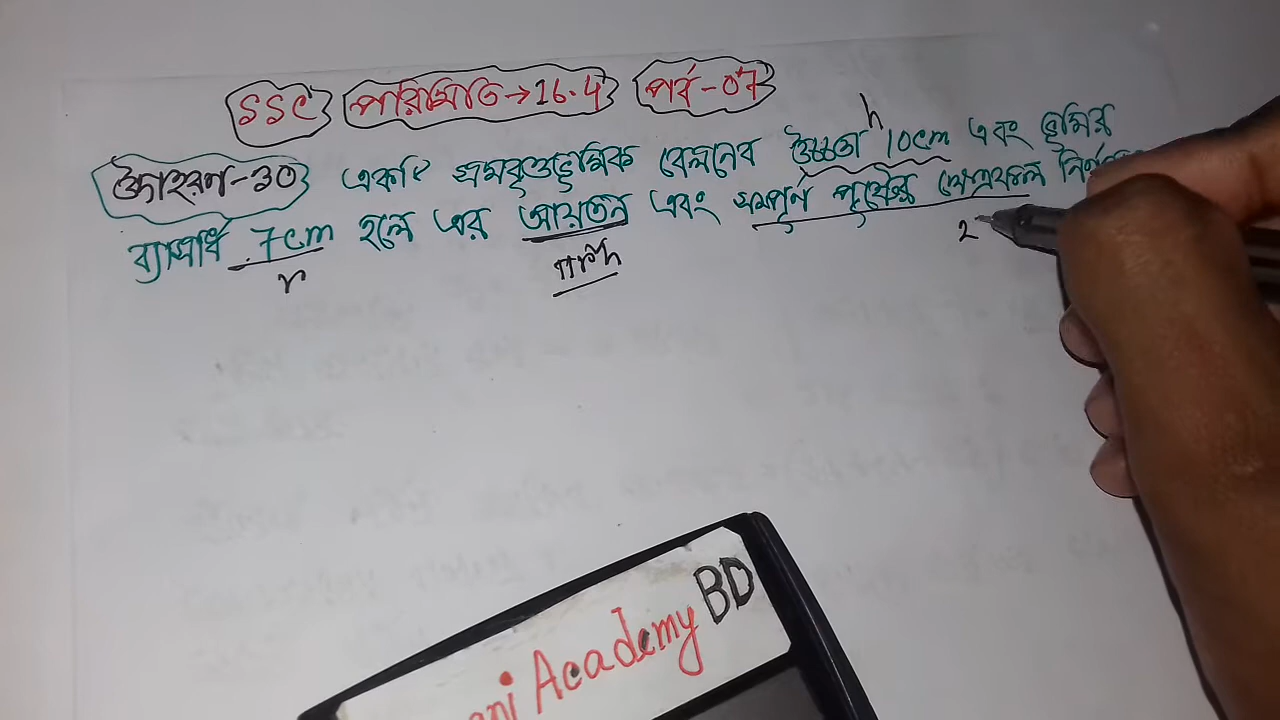 SSC পরিমিতি→16.4 পর্ব-07
h
উদাহরণ-30 একটি সমবৃত্তভূমিক বেলনের উচ্চতা 10cm এবং ভূমির
ব্যাসার্ধ 7cm হলে এর আয়তন এবং সম্পূর্ণ পৃষ্ঠের ক্ষেত্রফল
r πr²h 2
Academy BD